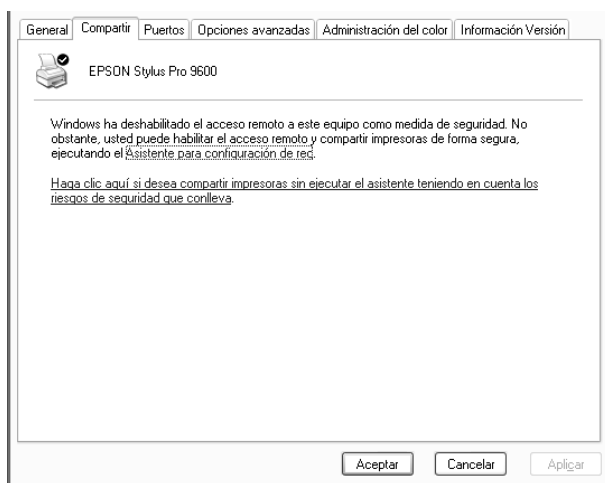 General Compartir Puertos Opciones avanzadas Administración del color Información Versión
EPSON Stylus Pro 9600
Windows ha deshabilitado el acceso remoto a este equipo como medida de seguridad. No
obstante, usted puede habilitar el acceso remoto y compartir impresoras de forma segura,
ejecutando el Asistente para configuración de red.
Haga clic aquí si desea compartir impresoras sin ejecutar el asistente teniendo en cuenta los
riesgos de seguridad que conlleva.
Aceptar Cancelar Aplicar